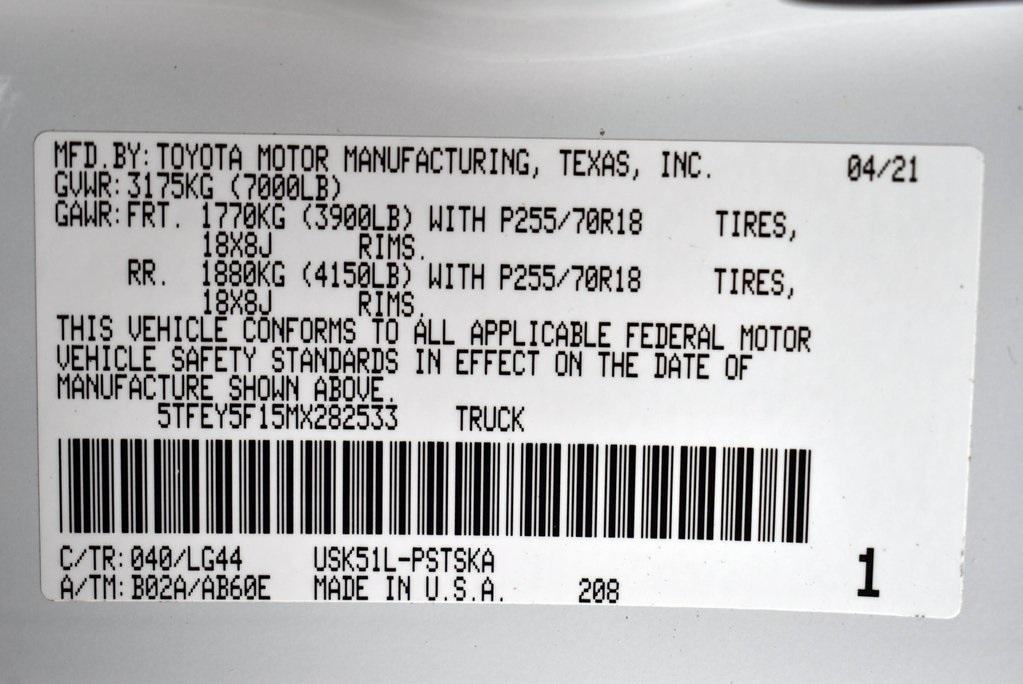 MFD.BY: TOYOTA MOTOR MANUFACTURING, TEXAS, INC. 04/21
GVWR: 3175KG (7000LB)
GAWR: FRT. 1770KG (3900LB) WITH P255/70R18 TIRES,
18X8J RIMS.
RR. 1880KG (4150LB) WITH P255/70R18 TIRES,
18X8J RIMS.
THIS VEHICLE CONFORMS TO ALL APPLICABLE FEDERAL MOTOR
VEHICLE SAFETY STANDARDS IN EFFECT ON THE DATE OF
MANUFACTURE SHOWN ABOVE.
5TFEY5F15MX282533 TRUCK
C/TR: 040/LG44 USK51L-PSTSKA 1
A/TM: B02A/AB60E MADE IN U.S.A. 208